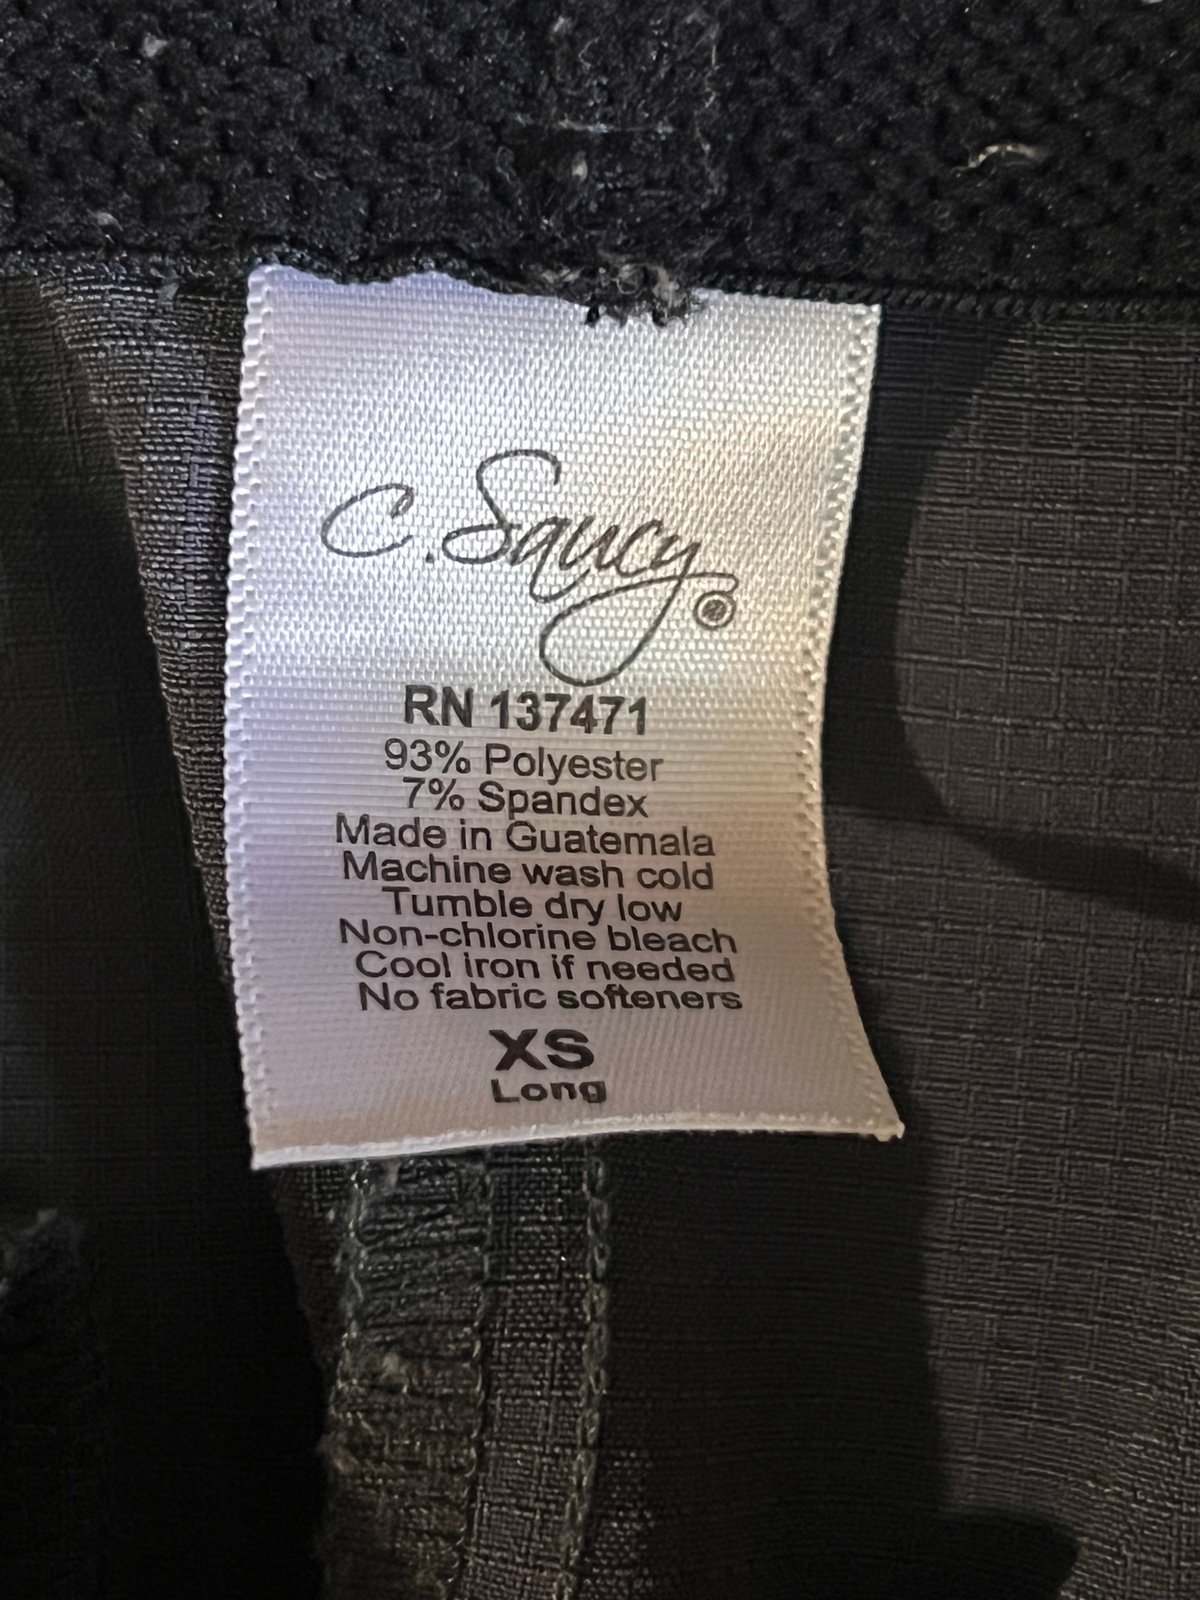 C. Saucy®
RN 137471
93% Polyester
7% Spandex
Made in Guatemala
Machine wash cold
Tumble dry low
Non-chlorine bleach
Cool iron if needed
No fabric softeners
XS
Long